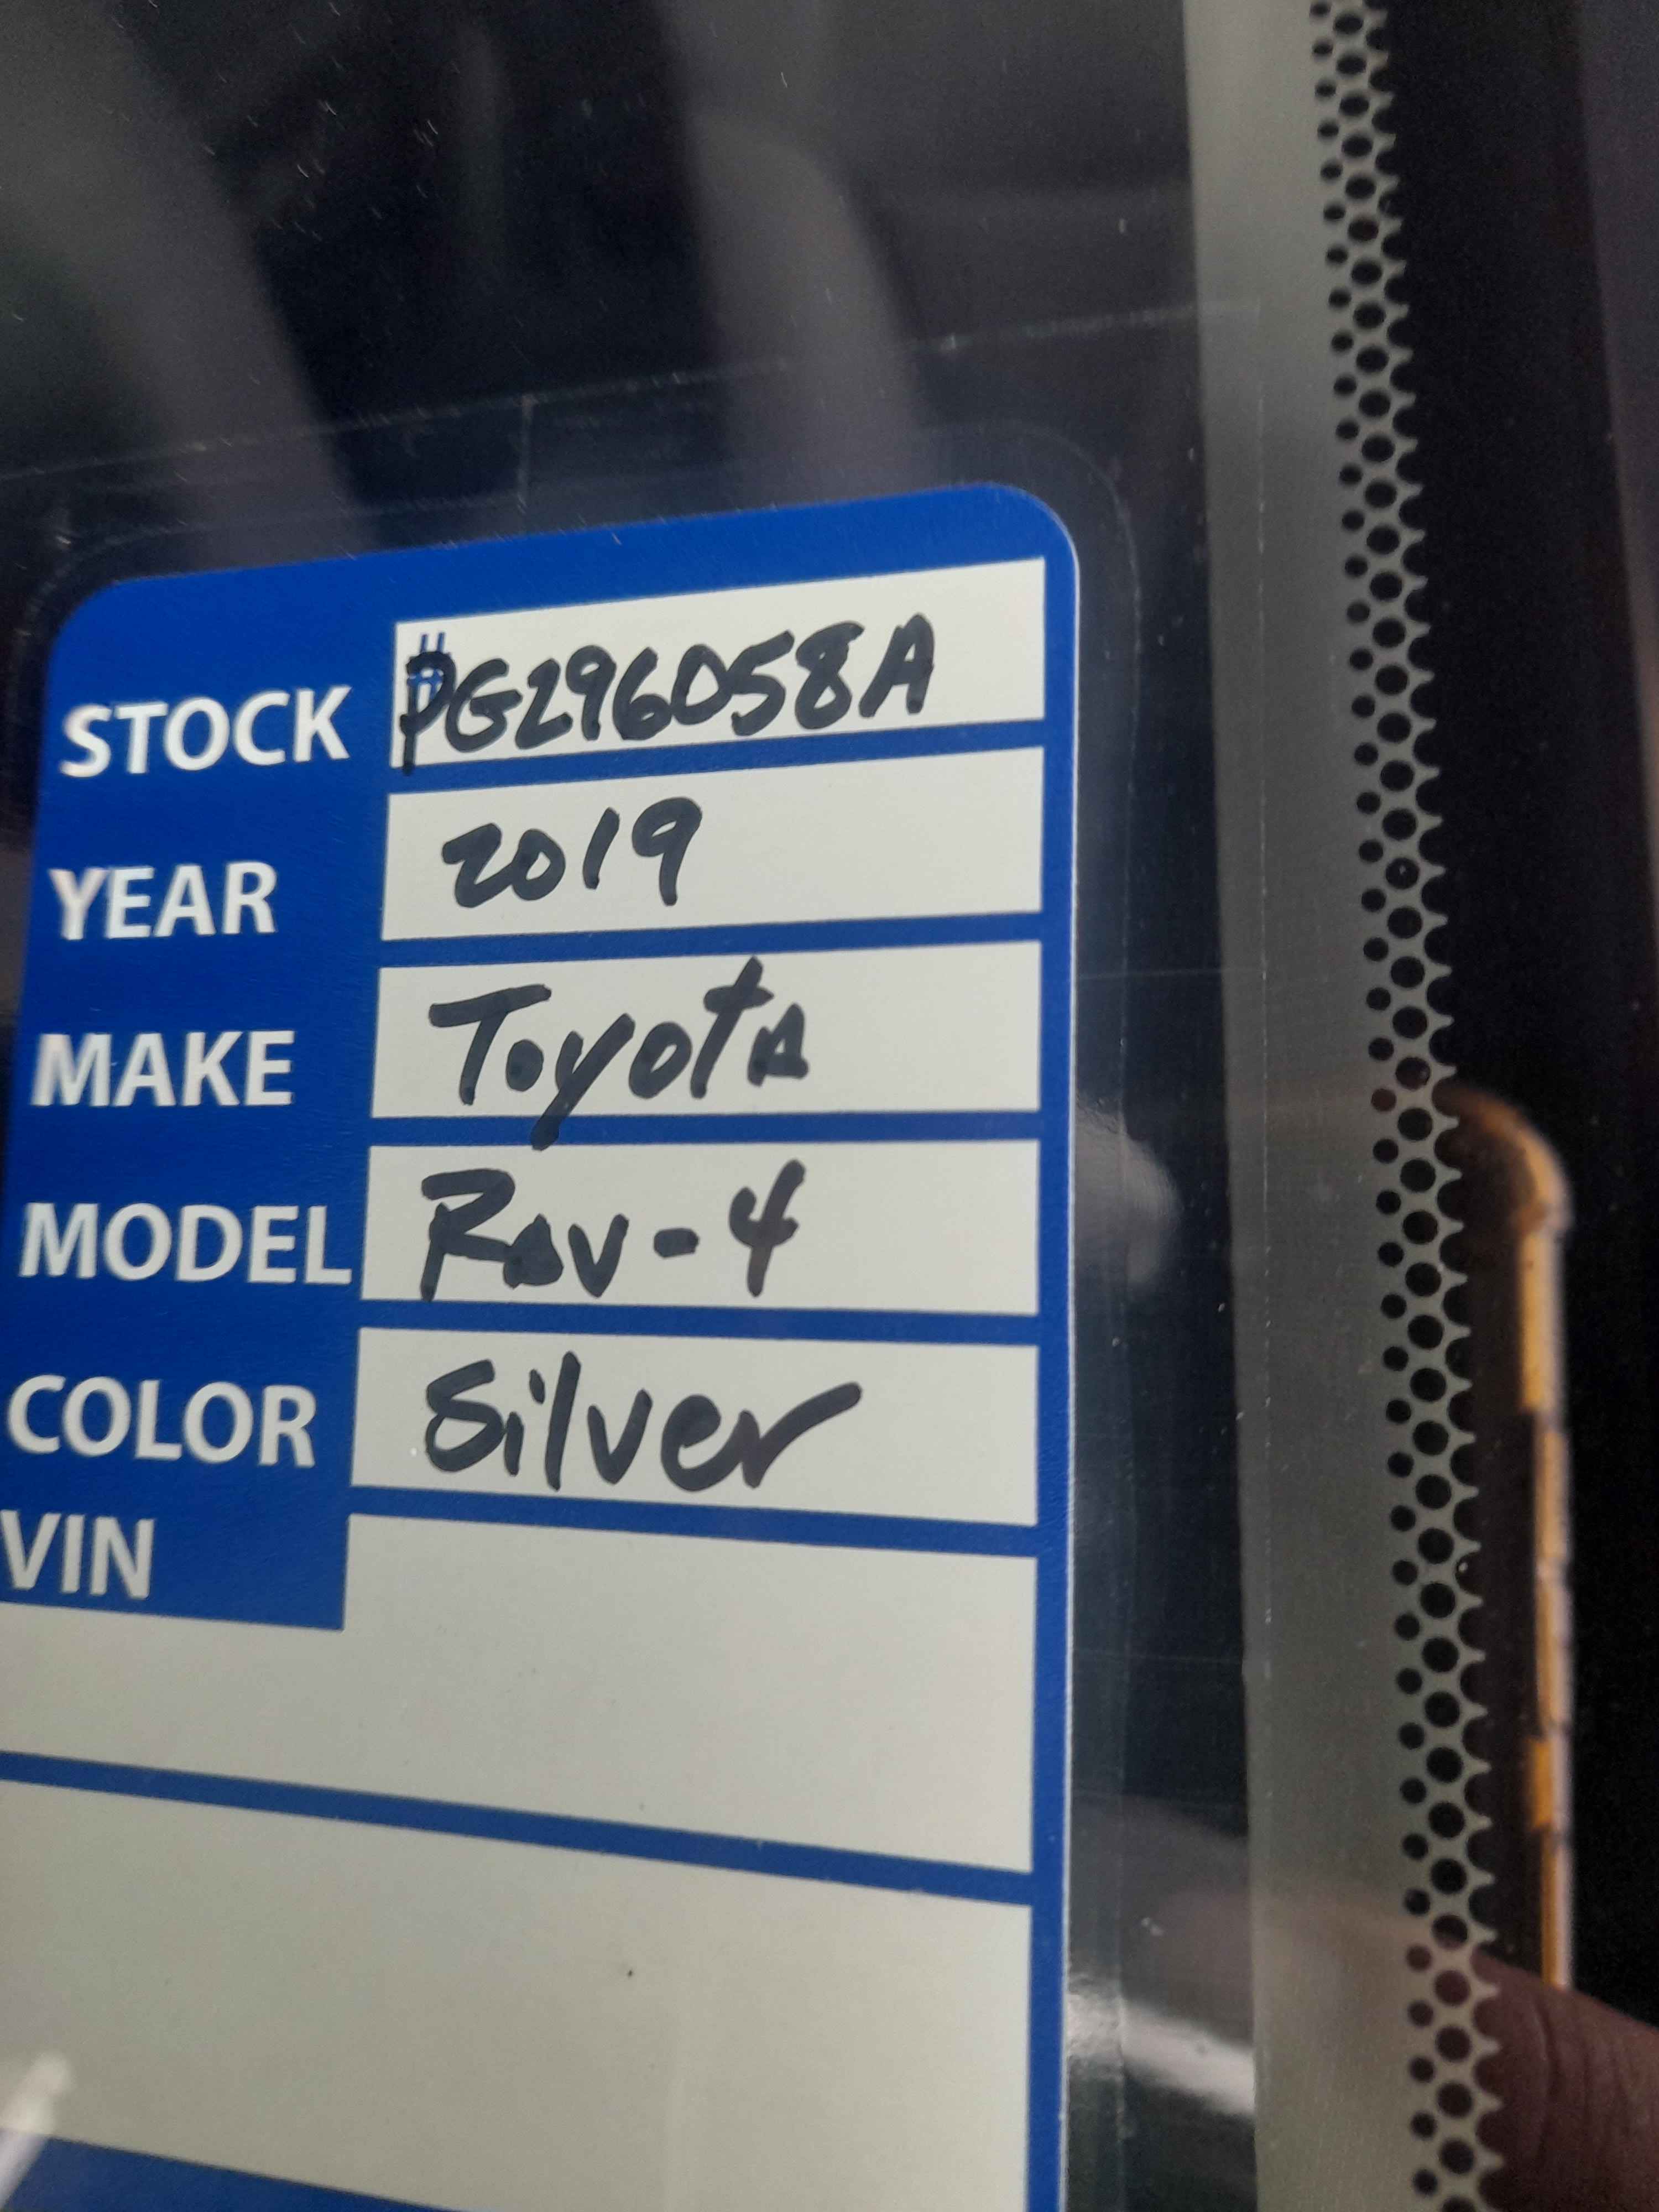 STOCK #PG296058A
YEAR 2019
MAKE Toyota
MODEL Rav-4
COLOR Silver
VIN